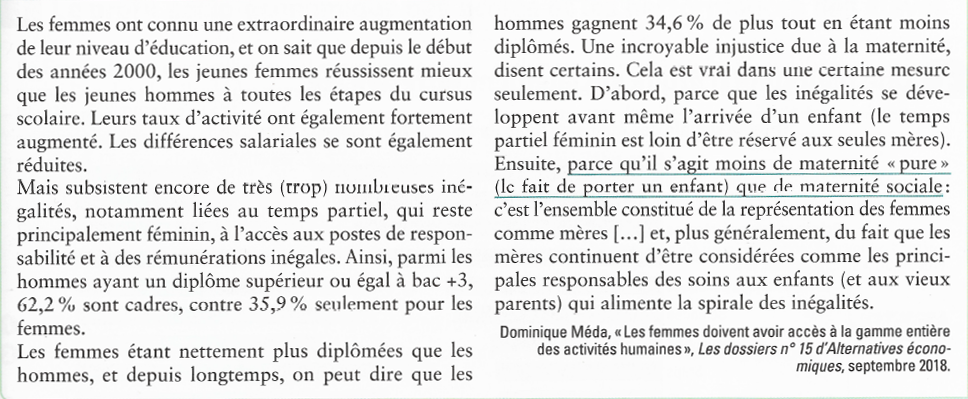 Les femmes ont connu une extraordinaire augmentation
de leur niveau d'éducation, et on sait que depuis le début
des années 2000, les jeunes femmes réussissent mieux
que les jeunes hommes à toutes les étapes du cursus
scolaire. Leurs taux d'activité ont également fortement
augmenté. Les différences salariales se sont également
réduites.
Mais subsistent encore de très (trop) nombreuses iné-
galités, notamment liées au temps partiel, qui reste
principalement féminin, à l'accès aux postes de respon-
sabilité et à des rémunérations inégales. Ainsi, parmi les
hommes ayant un diplôme supérieur ou égal à bac +3,
62,2 % sont cadres, contre 35,9 % seulement pour les
femmes.
Les femmes étant nettement plus diplômées que les
hommes, et depuis longtemps, on peut dire que les
hommes gagnent 34,6 % de plus tout en étant moins
diplômés. Une incroyable injustice due à la maternité,
disent certains. Cela est vrai dans une certaine mesure
seulement. D'abord, parce que les inégalités se déve-
loppent avant même l'arrivée d'un enfant (le temps
partiel féminin est loin d'être réservé aux seules mères).
Ensuite, parce qu'il s'agit moins de maternité « pure »
(le fait de porter un enfant) que de maternité sociale :
c'est l'ensemble constitué de la représentation des femmes
comme mères [...] et, plus généralement, du fait que les
mères continuent d'être considérées comme les princi-
pales responsables des soins aux enfants (et aux vieux
parents) qui alimente la spirale des inégalités.
Dominique Méda, « Les femmes doivent avoir accès à la gamme entière
des activités humaines », Les dossiers n° 15 d'Alternatives écono-
miques, septembre 2018.